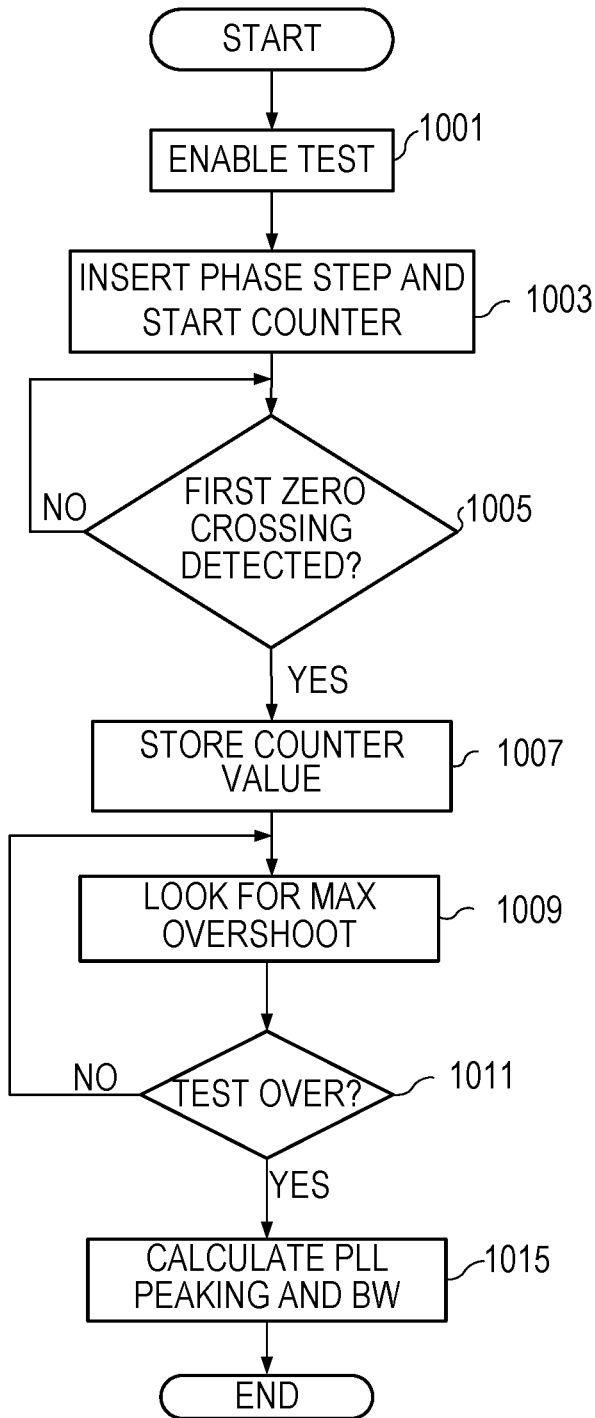 START
1001
ENABLE TEST
INSERT PHASE STEP AND
START COUNTER
1003
FIRST ZERO
CROSSING
DETECTED?
1005
NO
YES
STORE COUNTER
VALUE
1007
LOOK FOR MAX
OVERSHOOT
1009
TEST OVER?
1011
NO
YES
CALCULATE PLL
PEAKING AND BW
1015
END